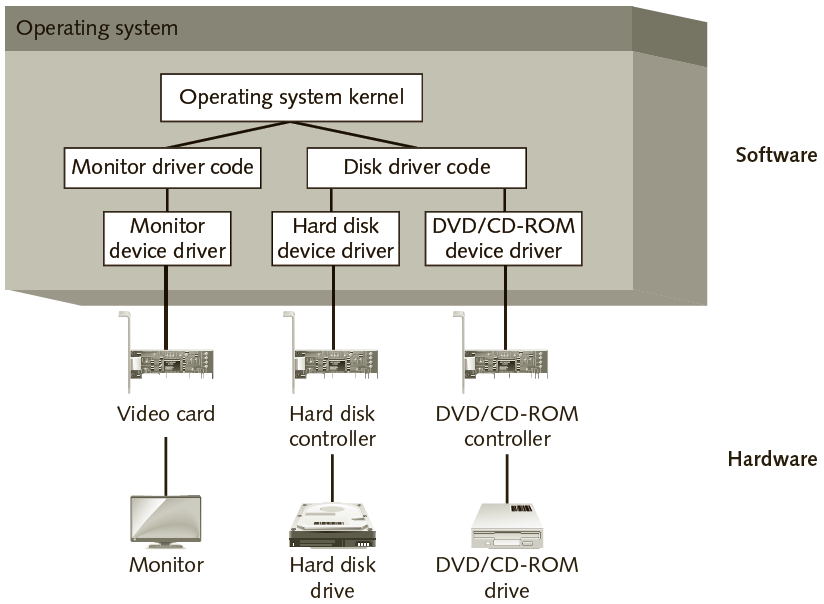 Operating system
Operating system kernel
Monitor driver code
Disk driver code
Software
Monitor
device driver
Hard disk
device driver
DVD/CD-ROM
device driver
Video card
Hard disk
controller
DVD/CD-ROM
controller
Hardware
Monitor
Hard disk
drive
DVD/CD-ROM
drive